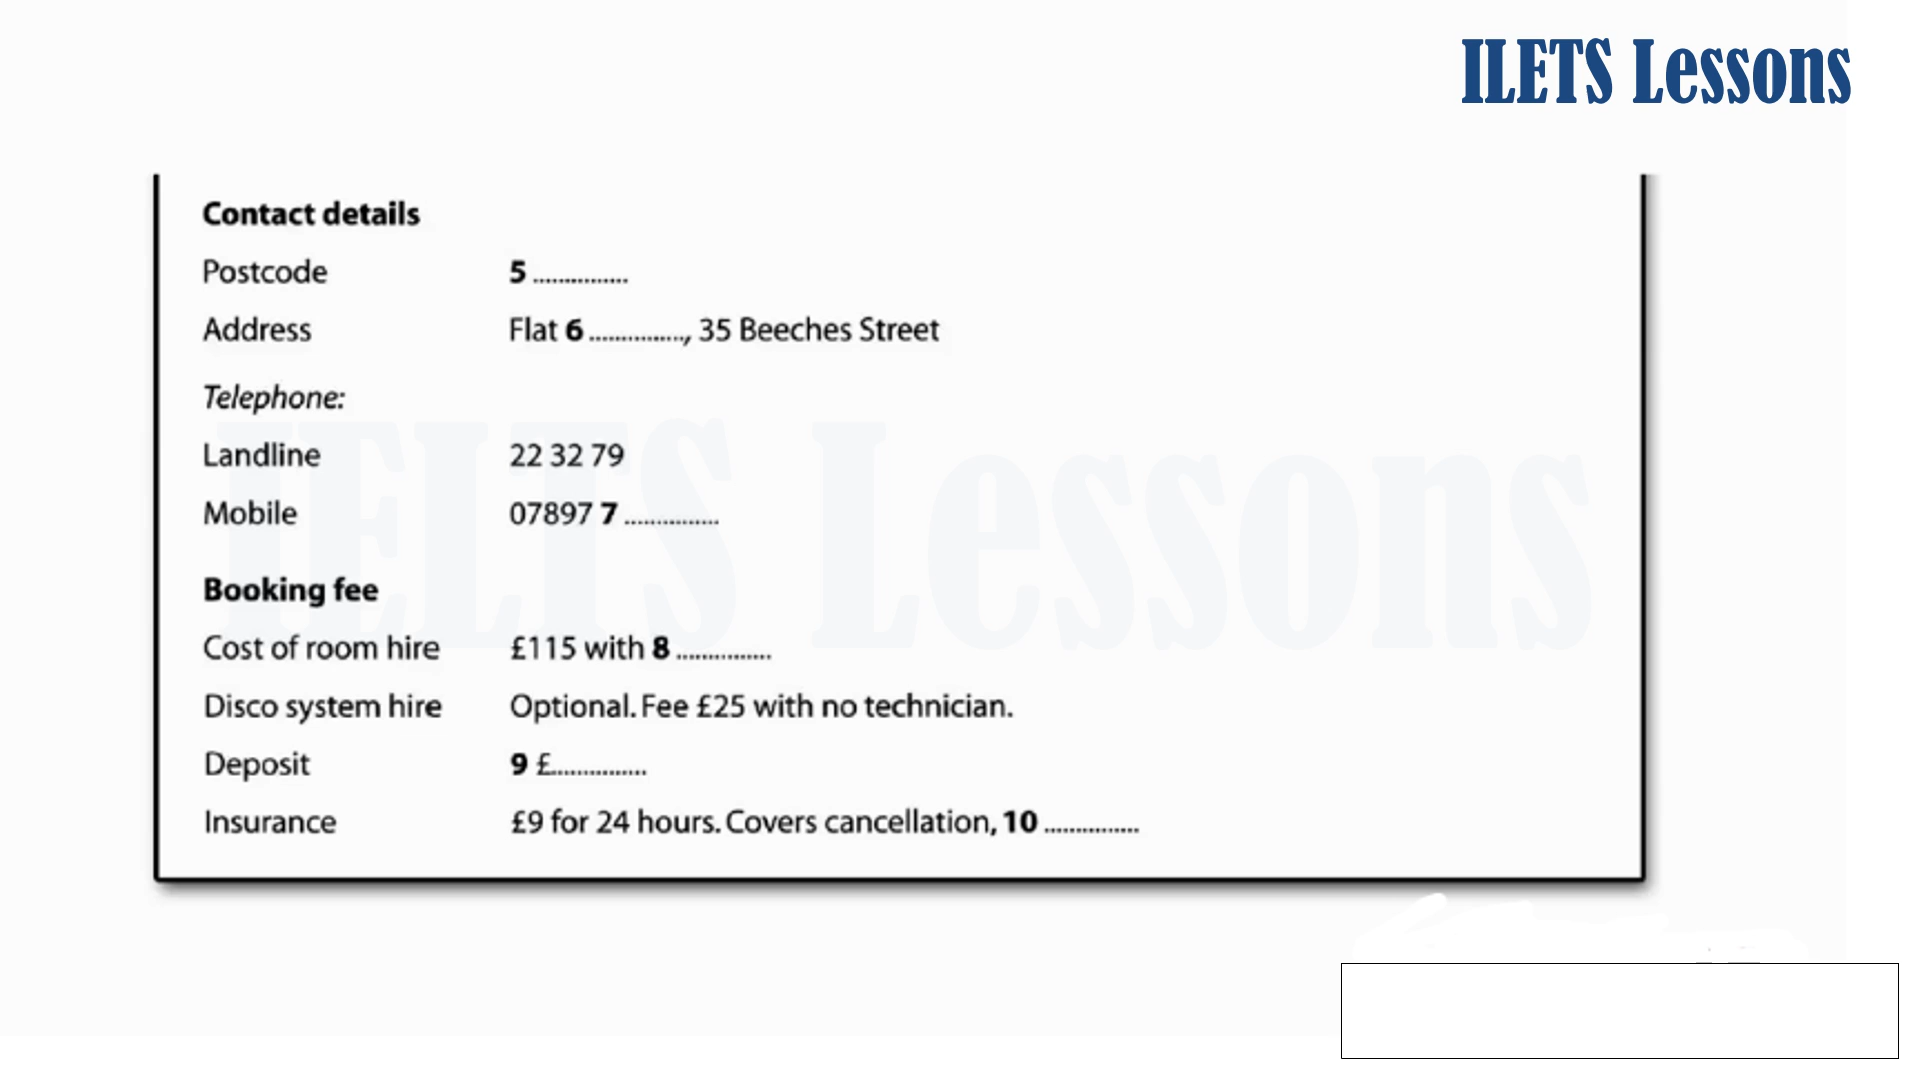 ILETS Lessons
Contact details
Postcode 5 ...............
Address Flat 6 ..............., 35 Beeches Street
Telephone:
Landline 22 32 79
Mobile 07897 7 ...............
Booking fee
Cost of room hire £115 with 8 ...............
Disco system hire Optional. Fee £25 with no technician.
Deposit 9 £...............
Insurance £9 for 24 hours. Covers cancellation, 10 ...............
IELTS Lessons